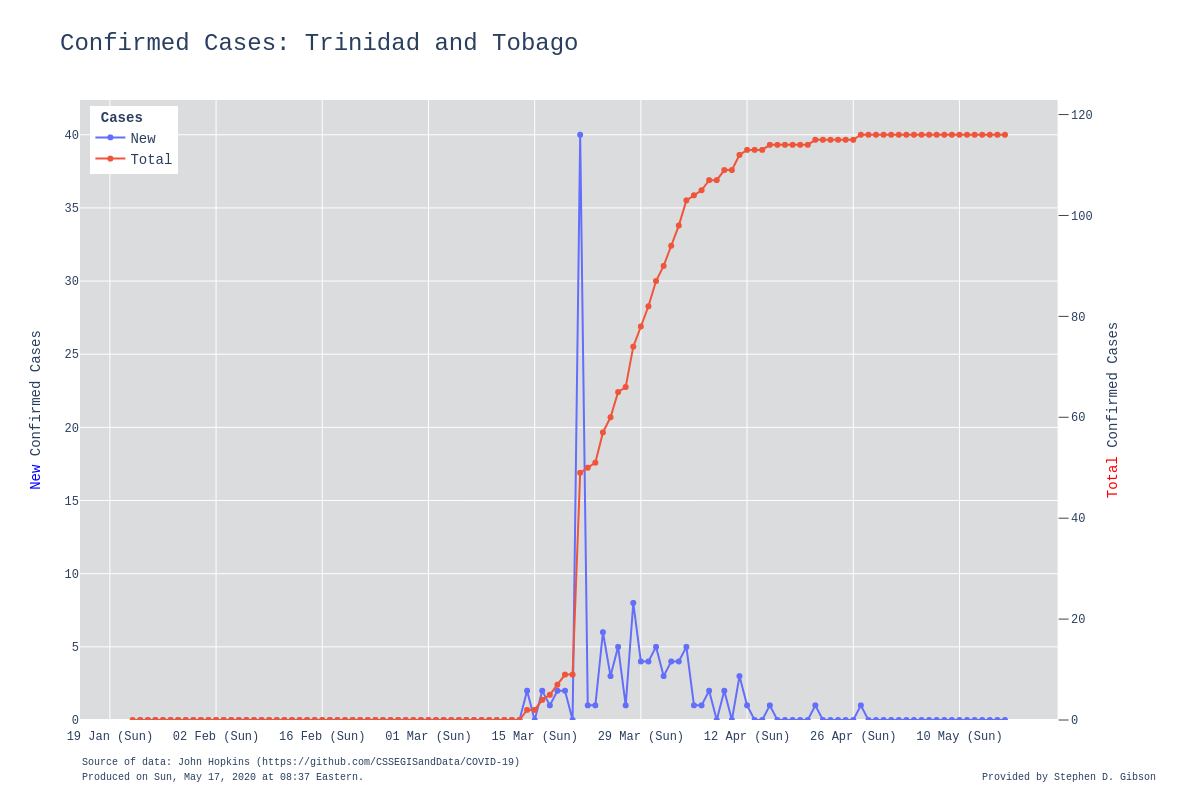 Confirmed Cases: Trinidad and Tobago
Cases
New
Total
40
35
30
25
20
15
10
5
0
120
100
80
60
40
20
0
New Confirmed Cases
Total Confirmed Cases
19 Jan (Sun) 02 Feb (Sun) 16 Feb (Sun) 01 Mar (Sun) 15 Mar (Sun) 29 Mar (Sun) 12 Apr (Sun) 26 Apr (Sun) 10 May (Sun)
Source of data: John Hopkins (https://github.com/CSSEGISandData/COVID-19)
Produced on Sun, May 17, 2020 at 08:37 Eastern.
Provided by Stephen D. Gibson